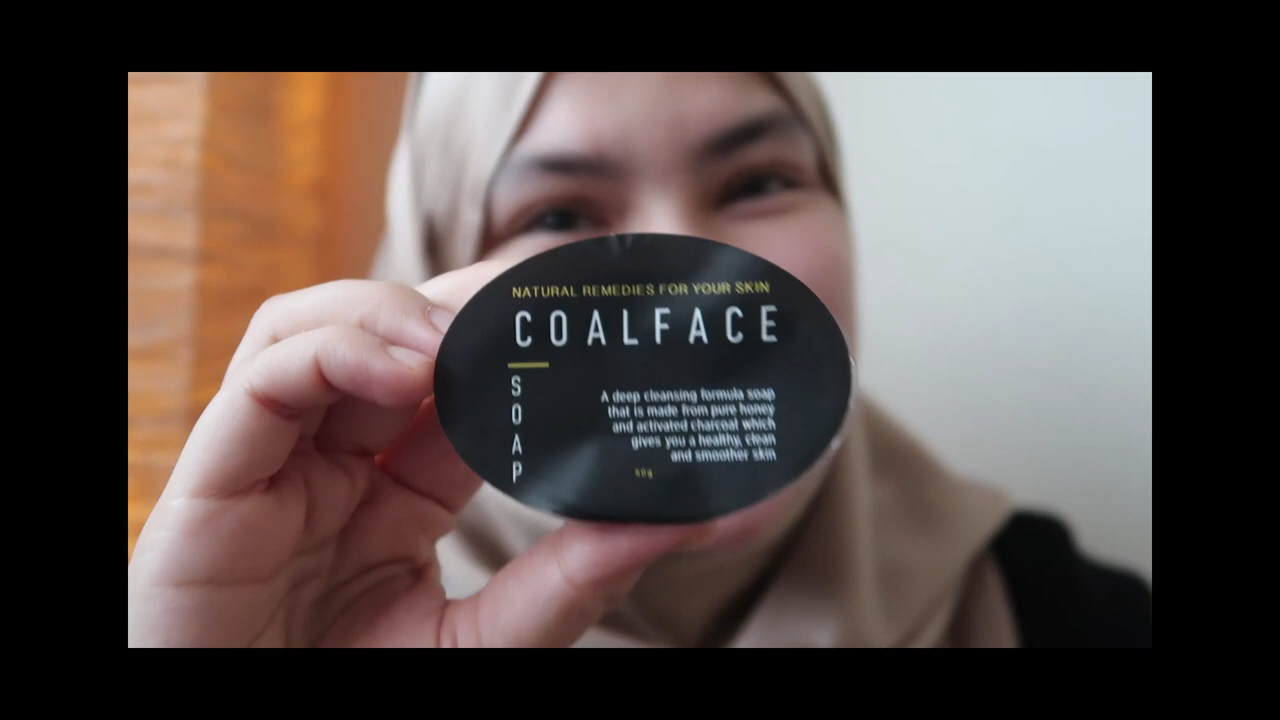 NATURAL REMEDIES FOR YOUR SKIN
COALFACE
SOAP
A deep cleansing formula soap
that is made from pure honey
and activated charcoal which
gives you a healthy, clean
and smoother skin
50g